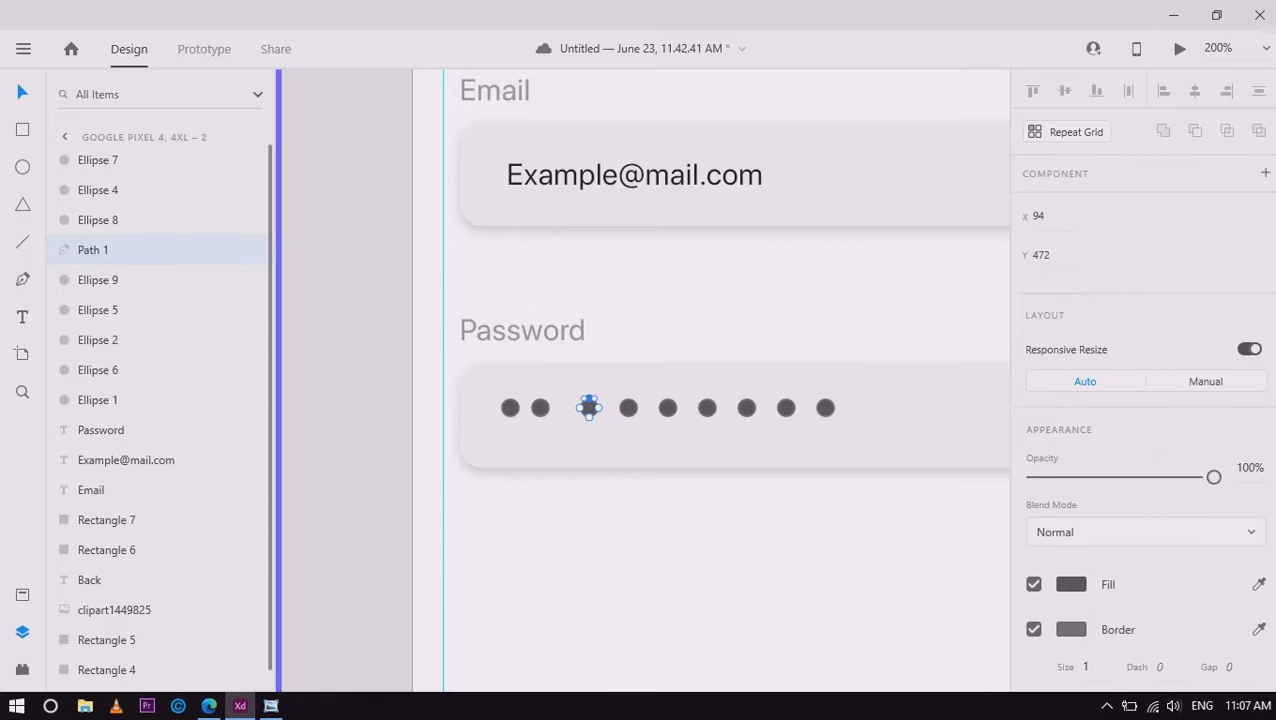 Design
Prototype
Share
Untitled — June 23, 11.42.41 AM *
200%
All Items
GOOGLE PIXEL 4, 4XL – 2
Ellipse 7
Ellipse 4
Ellipse 8
Path 1
Ellipse 9
Ellipse 5
Ellipse 2
Ellipse 6
Ellipse 1
Password
Example@mail.com
Email
Rectangle 7
Rectangle 6
Back
clipart1449825
Rectangle 5
Rectangle 4
Email
Example@mail.com
Password
Repeat Grid
COMPONENT
X 94
Y 472
LAYOUT
Responsive Resize
Auto
Manual
APPEARANCE
Opacity
100%
Blend Mode
Normal
Fill
Border
Size 1 Dash 0 Gap 0
Pr
Xd
ENG
11:07 AM